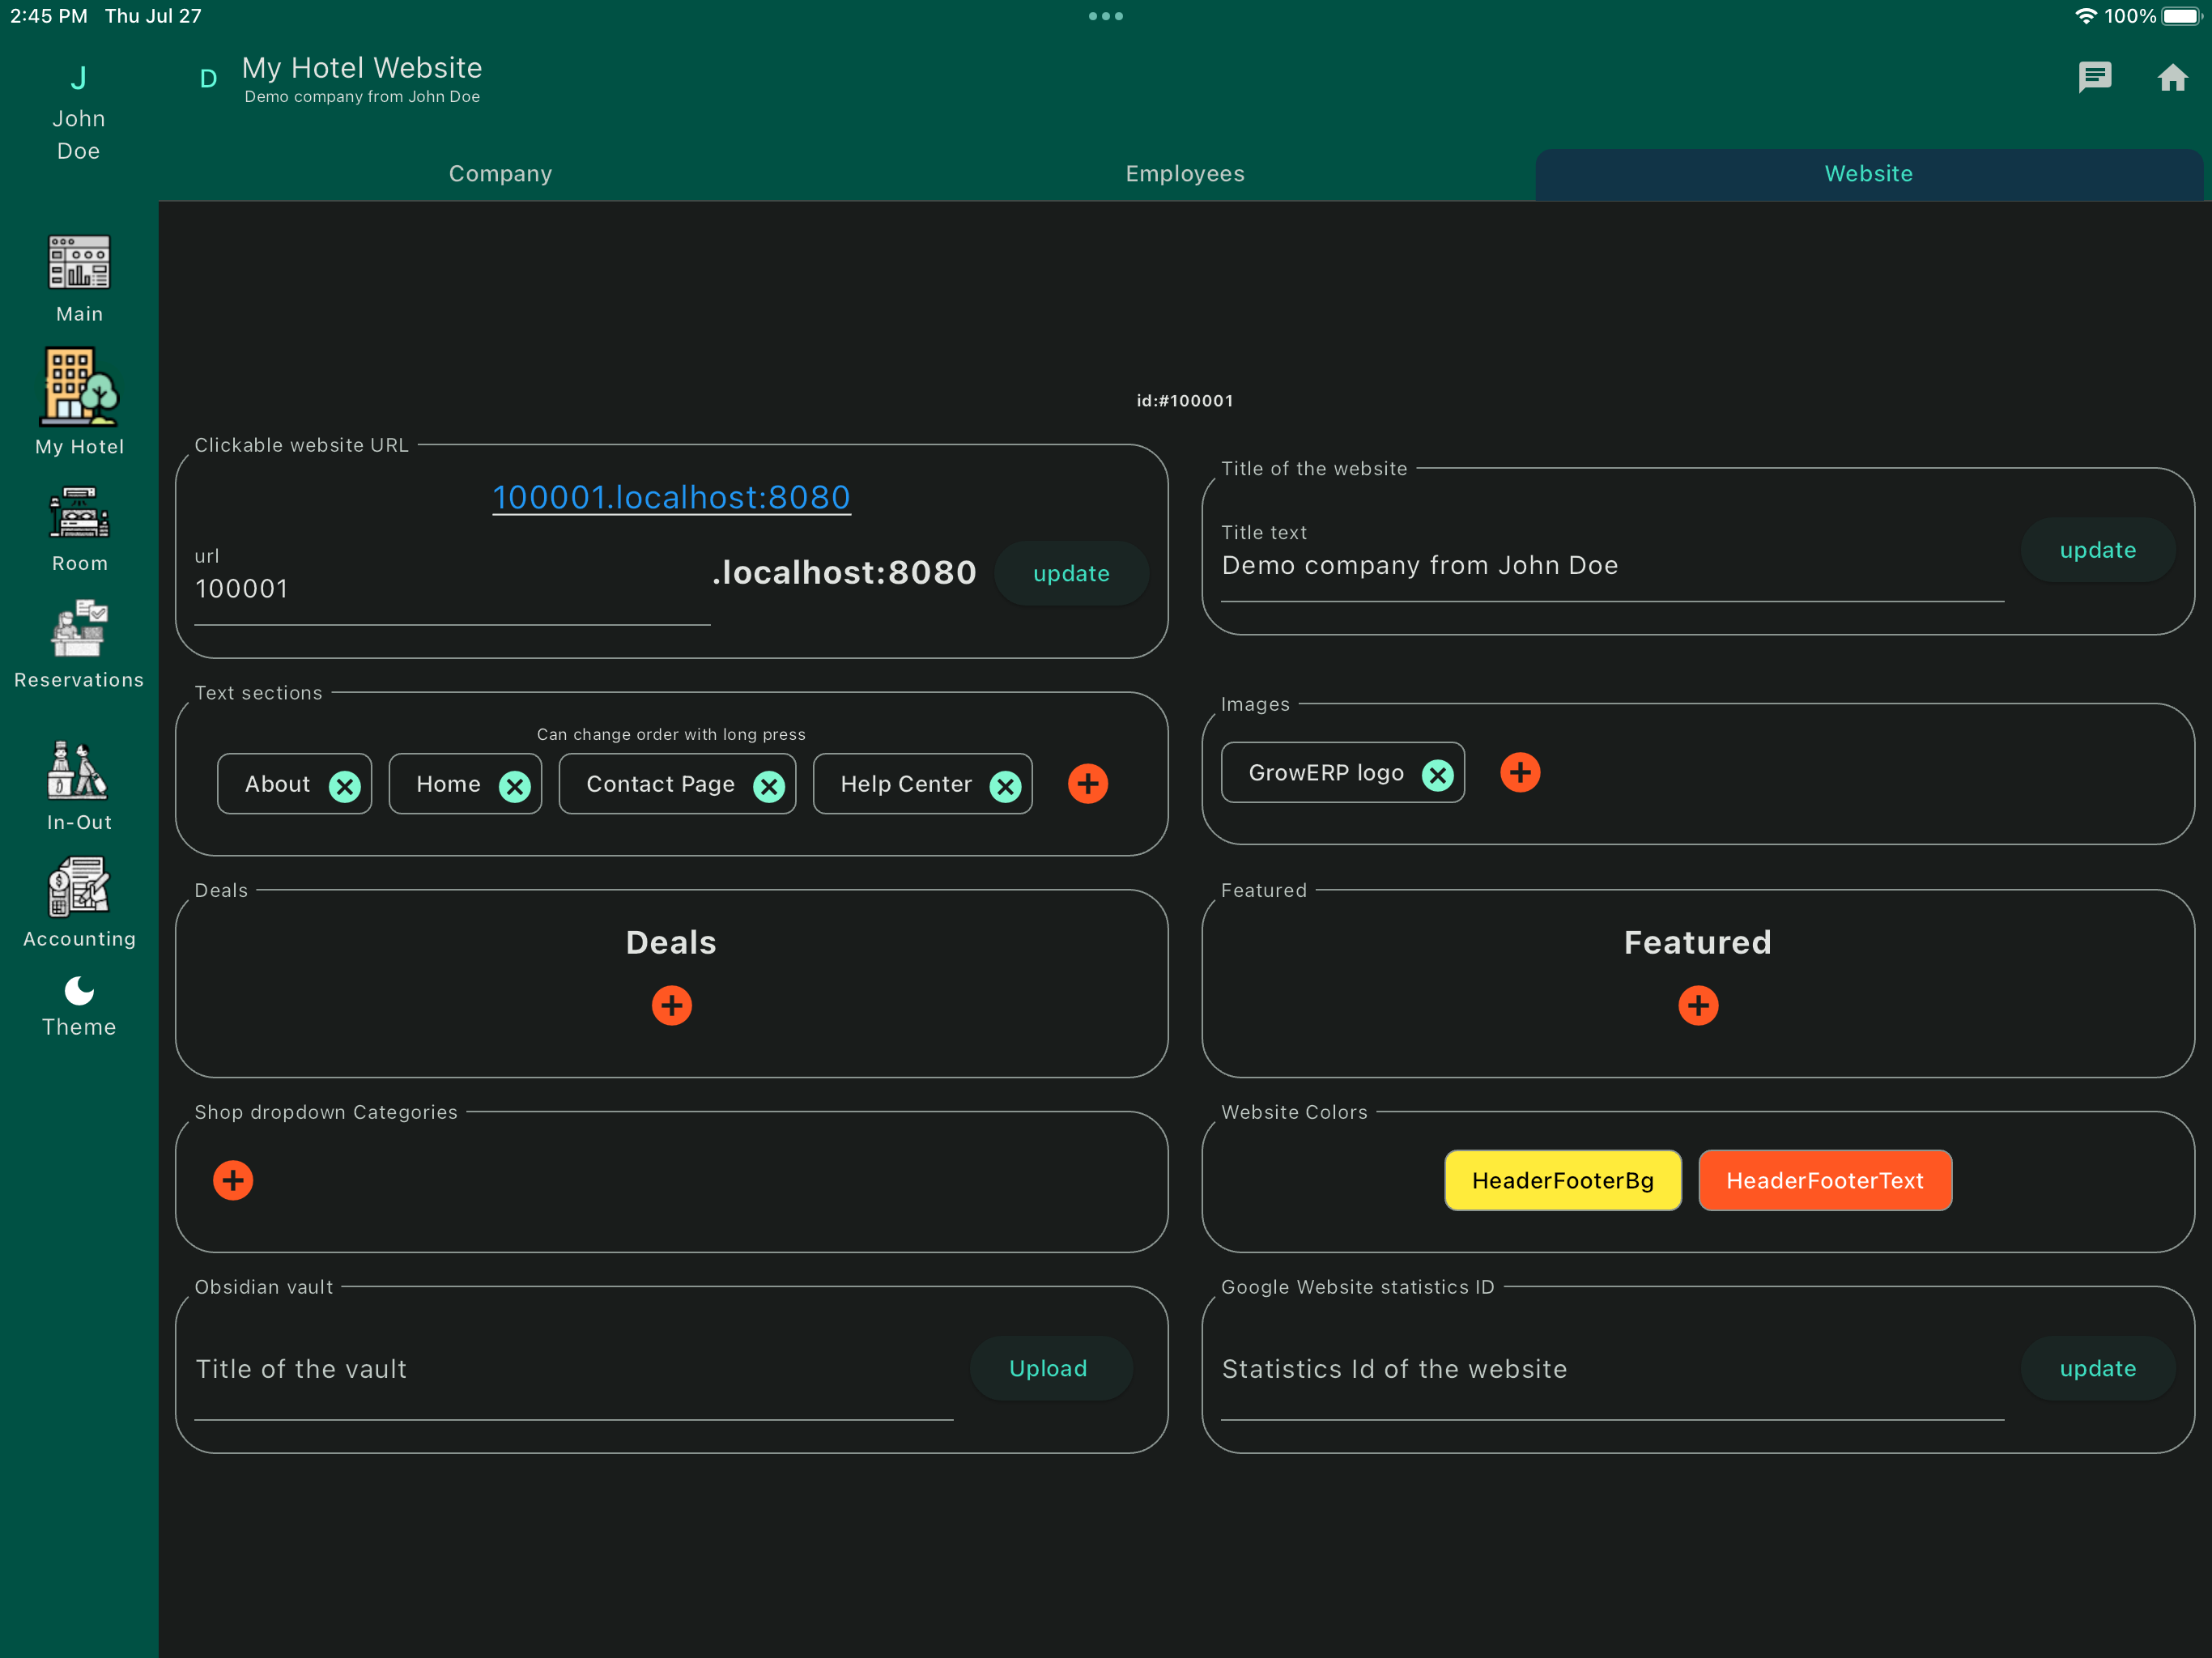 2:45 PM Thu Jul 27
100%
J
John
Doe
D
My Hotel Website
Demo company from John Doe
Company
Employees
Website
Main
My Hotel
Room
Reservations
In-Out
Accounting
Theme
id:#100001
Clickable website URL
100001.localhost:8080
url
100001
.localhost:8080
update
Title of the website
Title text
Demo company from John Doe
update
Text sections
Can change order with long press
About
Home
Contact Page
Help Center
Images
GrowERP logo
Deals
Deals
Featured
Featured
Shop dropdown Categories
Website Colors
HeaderFooterBg
HeaderFooterText
Obsidian vault
Title of the vault
Upload
Google Website statistics ID
Statistics Id of the website
update